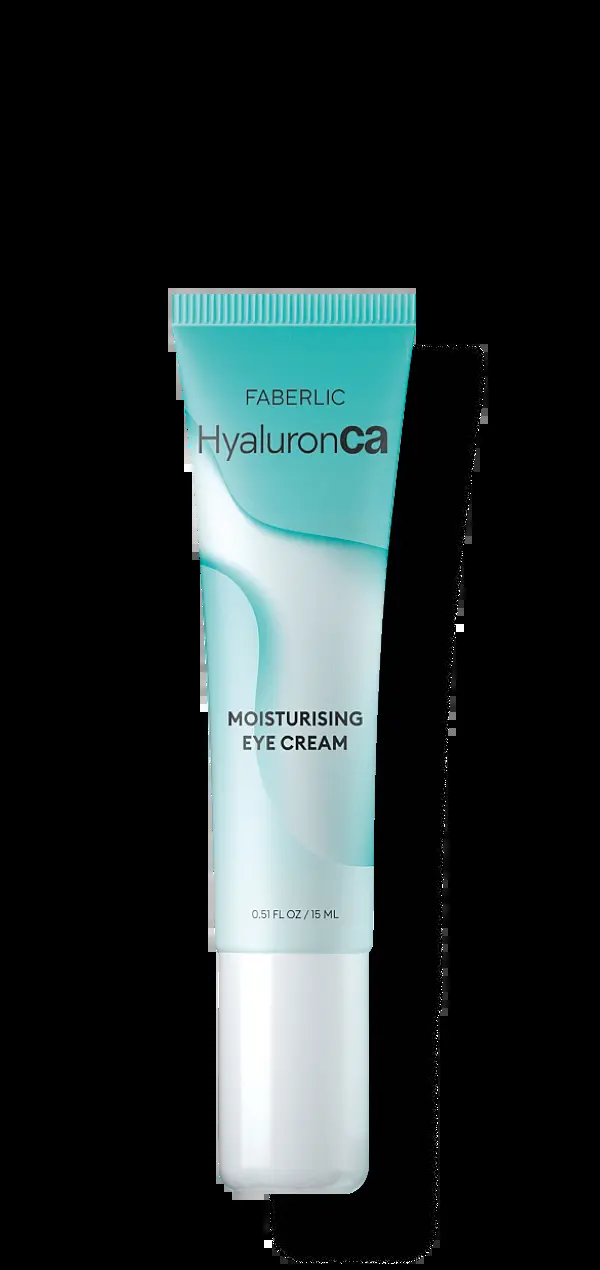 FABERLIC
Hyaluronca
MOISTURISING
EYE CREAM
0.51 FL OZ / 15 ML